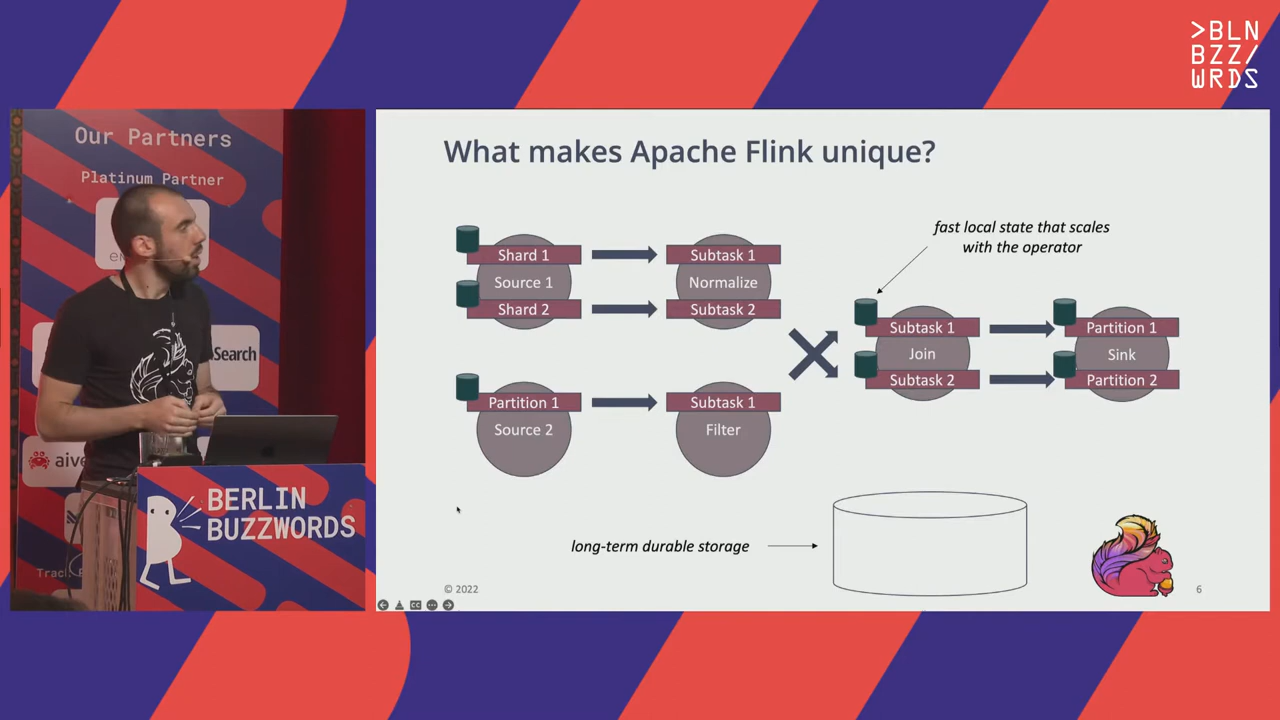 >BLN
BZZ/
WRDS
Our Partners
Platinum Partner
Search
aive
BERLIN
BUZZWORDS
What makes Apache Flink unique?
fast local state that scales
with the operator
Shard 1
Source 1
Shard 2
Subtask 1
Normalize
Subtask 2
Partition 1
Source 2
Subtask 1
Filter
Subtask 1
Join
Subtask 2
Partition 1
Sink
Partition 2
long-term durable storage
© 2022
6